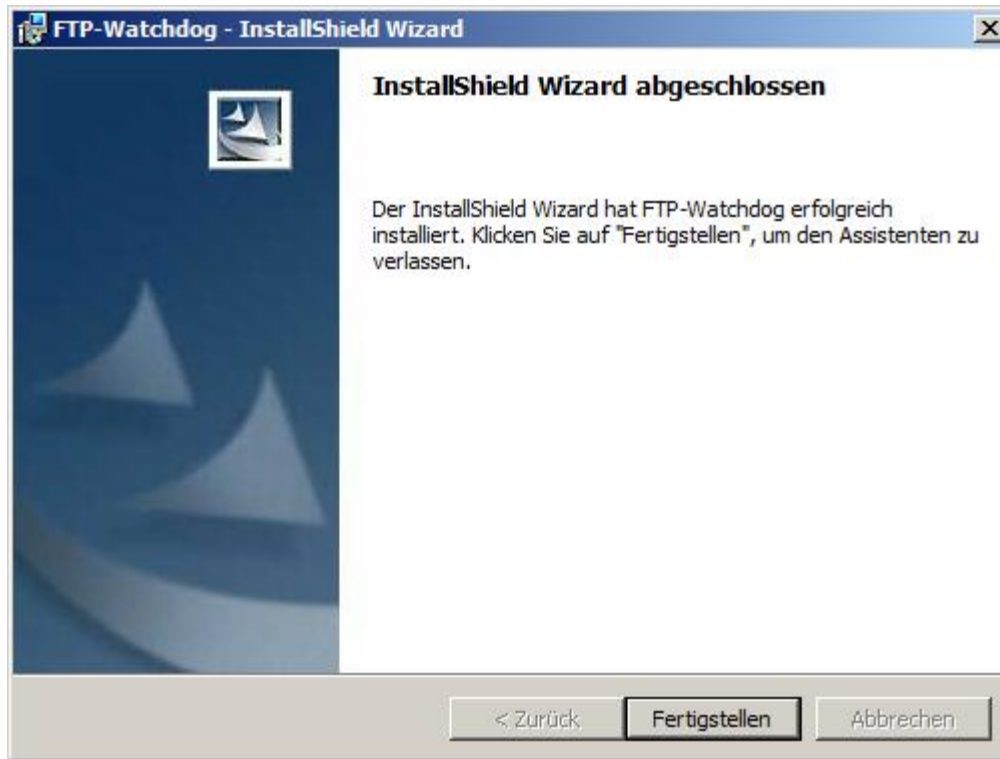 FTP-Watchdog - InstallShield Wizard
InstallShield Wizard abgeschlossen
Der InstallShield Wizard hat FTP-Watchdog erfolgreich
installiert. Klicken Sie auf "Fertigstellen", um den Assistenten zu
verlassen.
< Zurück
Fertigstellen
Abbrechen